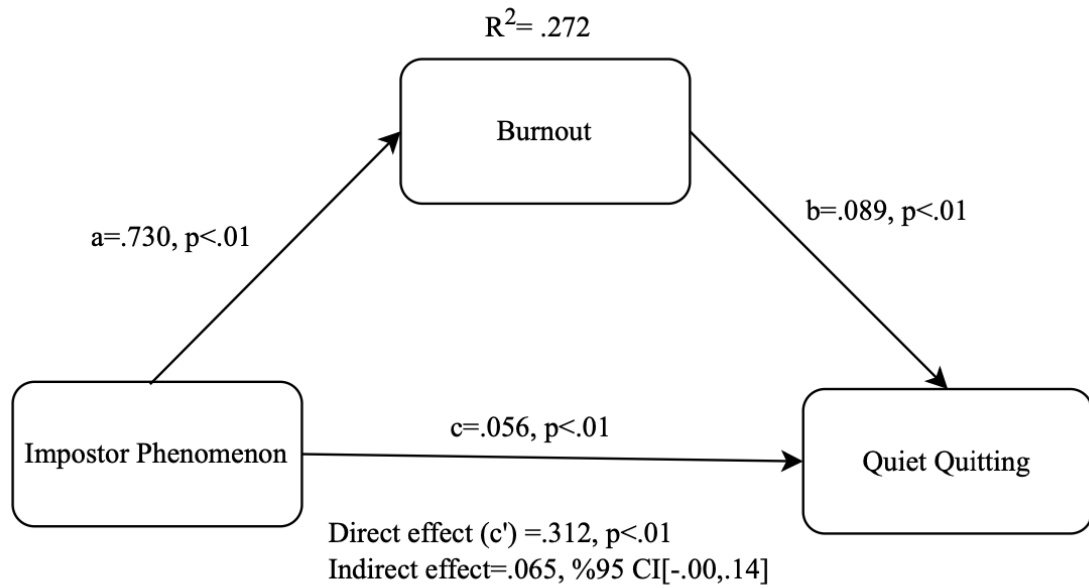 R²= .272
Burnout
a=.730, p<.01
b=.089, p<.01
Impostor Phenomenon
c=.056, p<.01
Quiet Quitting
Direct effect (c') =.312, p<.01
Indirect effect=.065, %95 CI[-.00,.14]